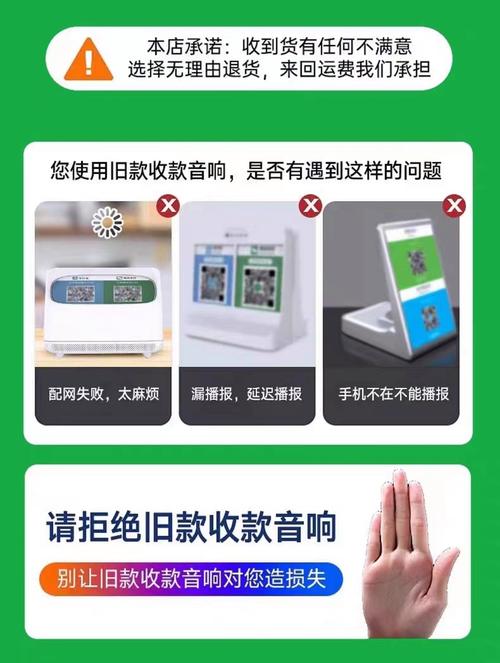 本店承诺：收到货有任何不满意
选择无理由退货，来回运费我们承担
您使用旧款收款音响，是否有遇到这样的问题
配网失败，太麻烦
漏播报，延迟播报
手机不在不能播报
请拒绝旧款收款音响
别让旧款收款音响对您造损失